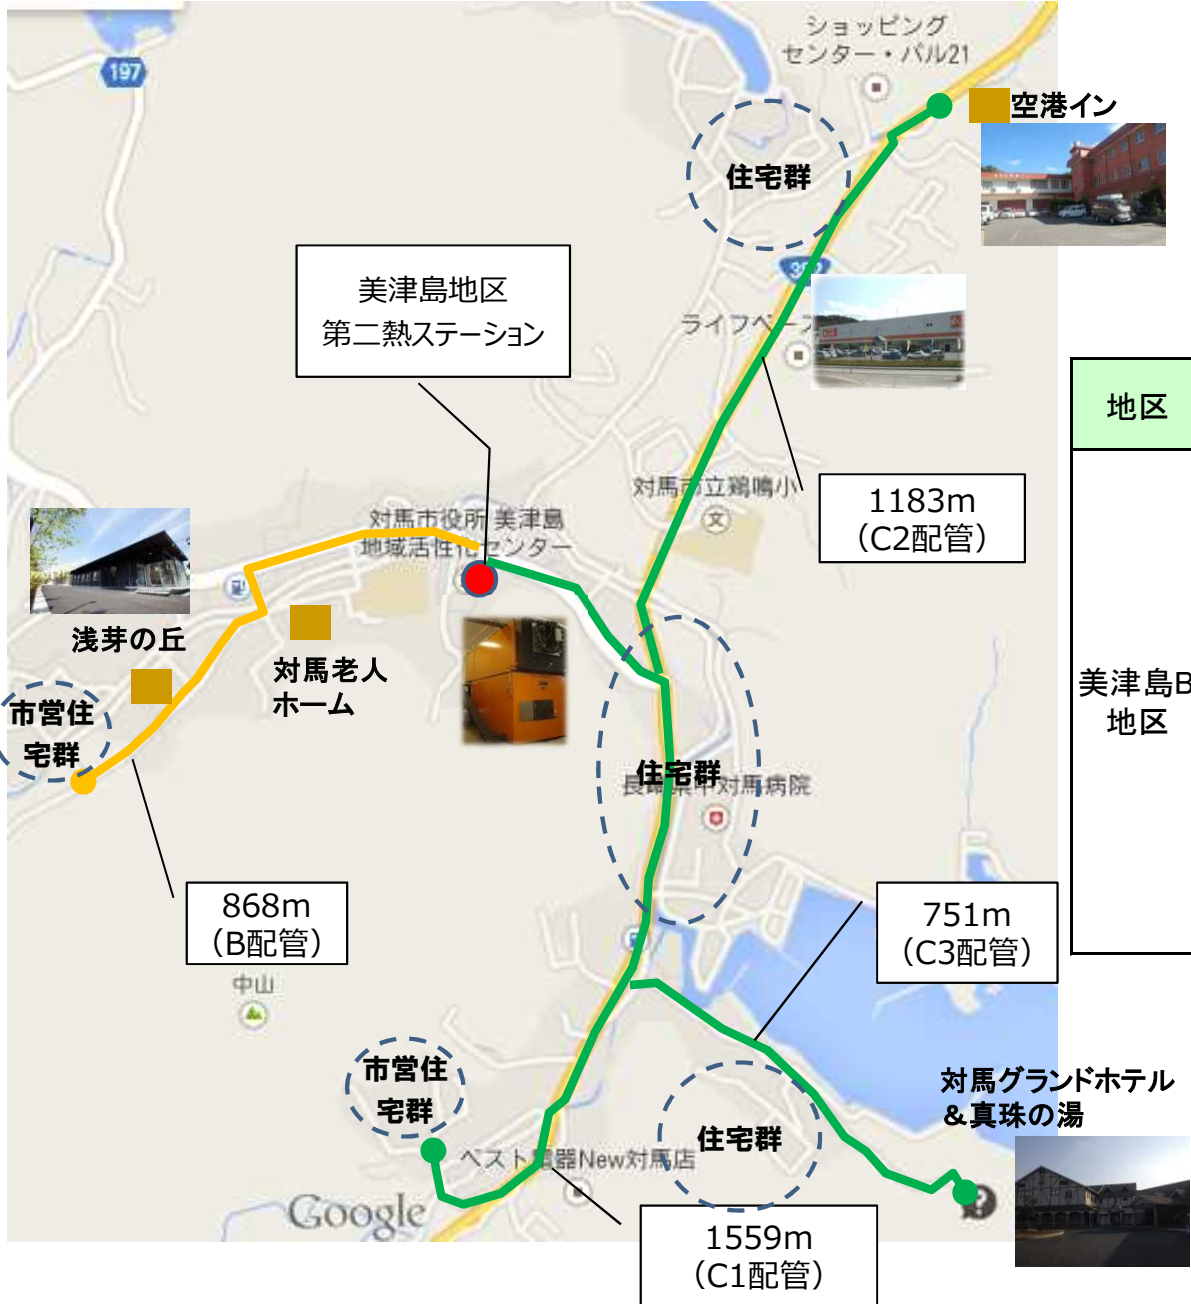 ショッピング
センター・パル21
197
空港イン
住宅群
美津島地区
第二熱ステーション
ライフベース
地区
対馬市立鶏鳴小
文
1183m
（C2配管）
対馬市役所 美津島
地域活性化センター
浅芽の丘
対馬老人
ホーム
美津島B
地区
市営住
宅群
住宅群
長崎県中対馬病院
868m
（B配管）
751m
（C3配管）
中山
市営住
宅群
対馬グランドホテル
＆真珠の湯
住宅群
ベスト電器New対馬店
Google
1559m
（C1配管）